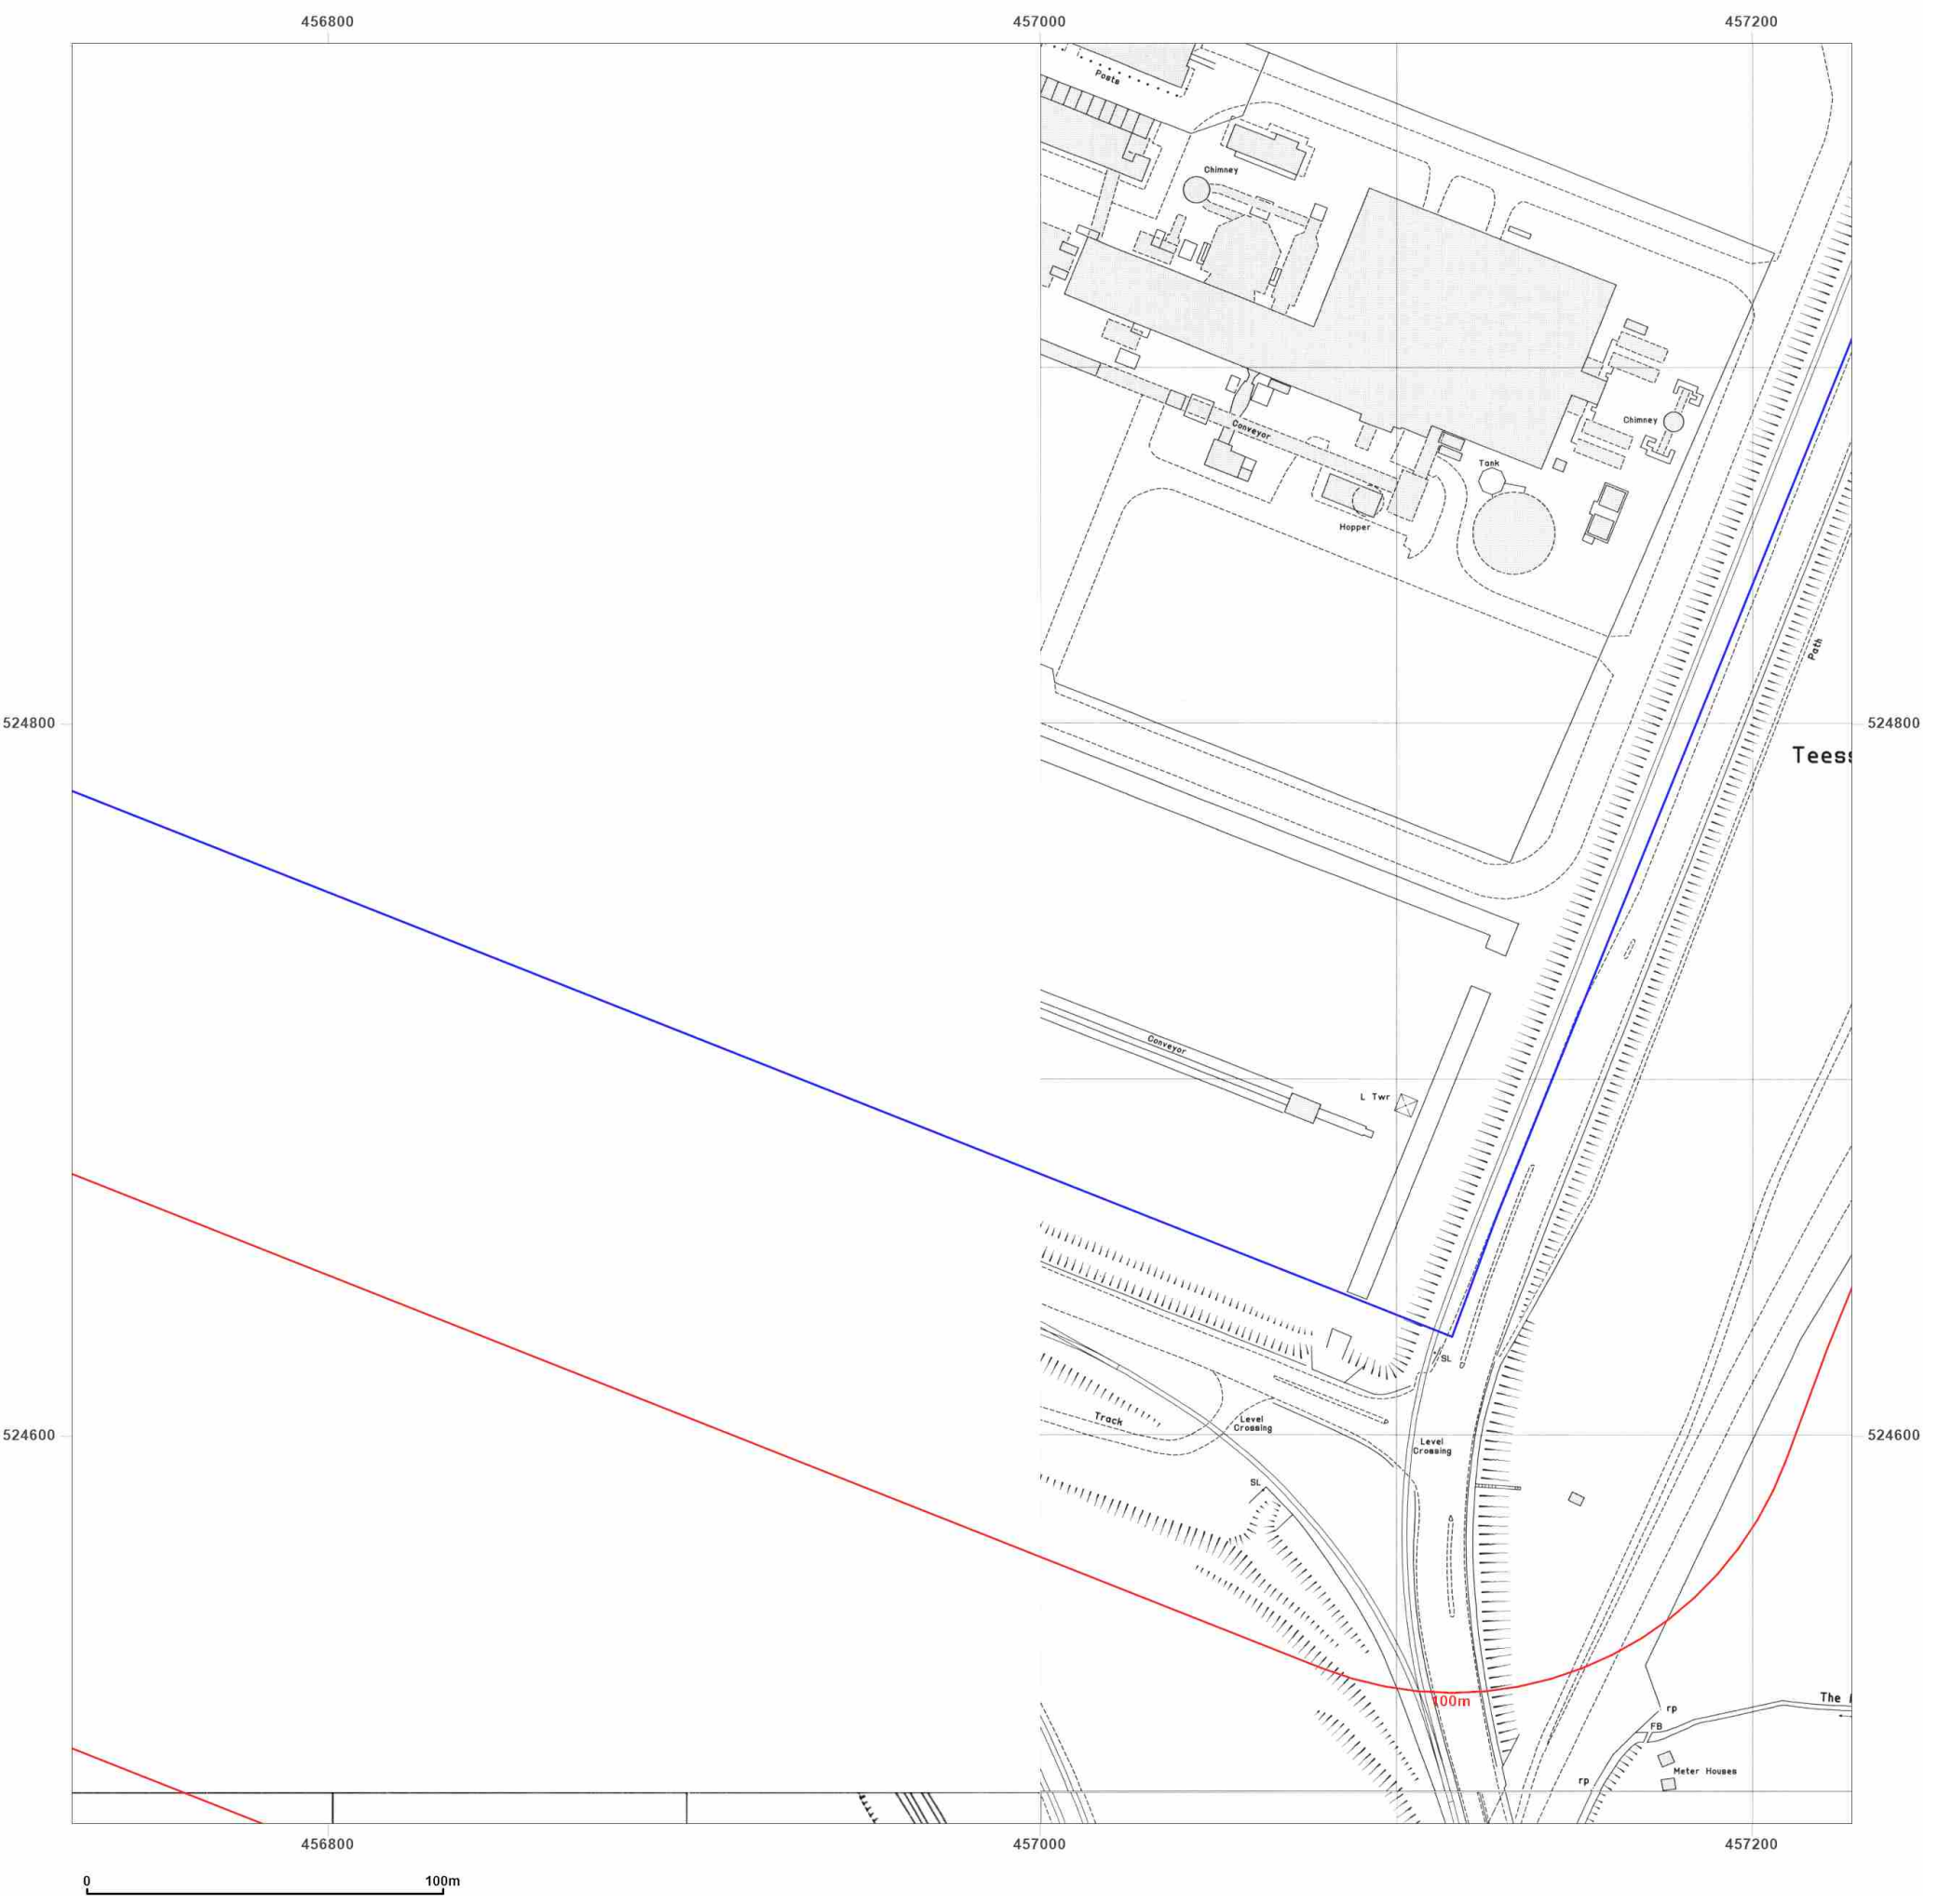 456800
457000
457200
Posts
Chimney
Chimney
Conveyor
Tank
Hopper
Path
524800
524800
Tees
Conveyor
L Twr
SL
Track
Level
Crossing
Level
Crossing
524600
524600
SL
100m
The
rp
FB
Meter Houses
rp
456800
457000
457200
0
100m